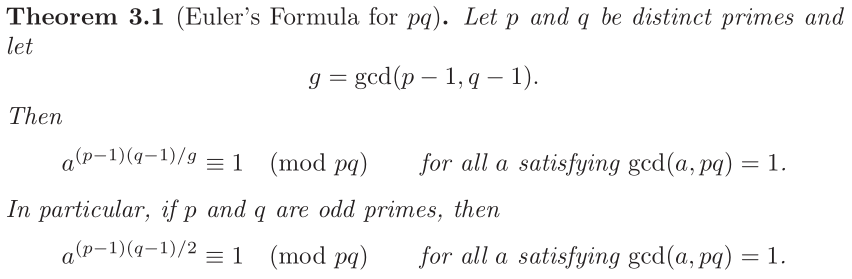 Theorem 3.1 (Euler's Formula for pq). Let p and q be distinct primes and
let
g = gcd(p − 1, q − 1).
Then
a^{(p−1)(q−1)/g} ≡ 1 (mod pq) for all a satisfying gcd(a, pq) = 1.
In particular, if p and q are odd primes, then
a^{(p−1)(q−1)/2} ≡ 1 (mod pq) for all a satisfying gcd(a, pq) = 1.